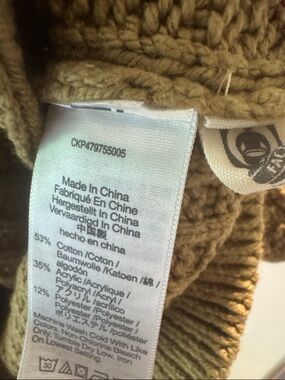 CKP479755005
Made In China
Fabriqué En Chine
Hergestellt In China
Vervaardigd In China
中国製
hecho en china
53% Cotton /Coton /
Baumwolle /Katoen /綿 /
algodón
35% Acrylic /Acrylique /
Polyacryl /Acryl /
アクリル /acrílico
12% Polyester /Polyester /
Polyester /Polyester /
ポリエステル /poliéster
Machine Wash Cold With Like
Colors, Non-Chlorine Bleach
Only Tumble Dry Low, Iron
On Lowest Setting
30